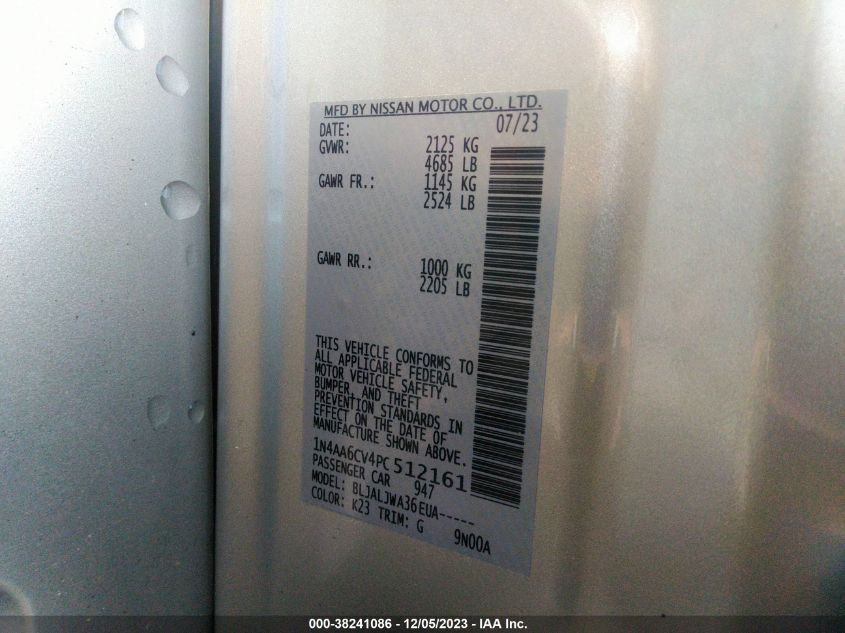 MFD BY NISSAN MOTOR CO., LTD.
DATE: 07/23
GVWR: 2125 KG
4685 LB
GAWR FR.: 1145 KG
2524 LB
GAWR RR.: 1000 KG
2205 LB
THIS VEHICLE CONFORMS TO
ALL APPLICABLE FEDERAL
MOTOR VEHICLE SAFETY,
BUMPER, AND THEFT
PREVENTION STANDARDS IN
EFFECT ON THE DATE OF
MANUFACTURE SHOWN ABOVE.
1N4AA6CV4PC512161
PASSENGER CAR 947
MODEL: BLJALJWA36EUA-----
COLOR: K23 TRIM: G 9N00A
000-38241086 - 12/05/2023 - IAA Inc.